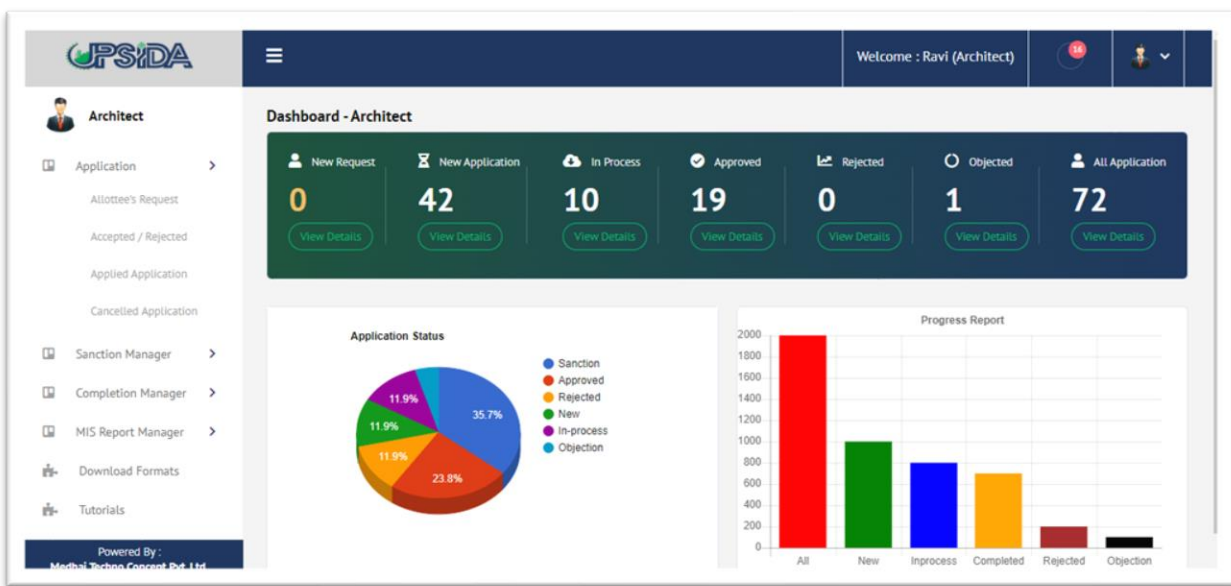 UPSIDA
Welcome : Ravi (Architect)
16
Architect
Application
Allottee's Request
Accepted / Rejected
Applied Application
Cancelled Application
Sanction Manager
Completion Manager
MIS Report Manager
Download Formats
Tutorials
Powered By :
Medhaj Techno Concept Pvt. Ltd
Dashboard - Architect
New Request
0
View Details
New Application
42
View Details
In Process
10
View Details
Approved
19
View Details
Rejected
0
View Details
Objected
1
View Details
All Application
72
View Details
Application Status
35.7%
23.8%
11.9%
11.9%
11.9%
Sanction
Approved
Rejected
New
In-process
Objection
Progress Report
2000
1800
1600
1400
1200
1000
800
600
400
200
0
All New Inprocess Completed Rejected Objection